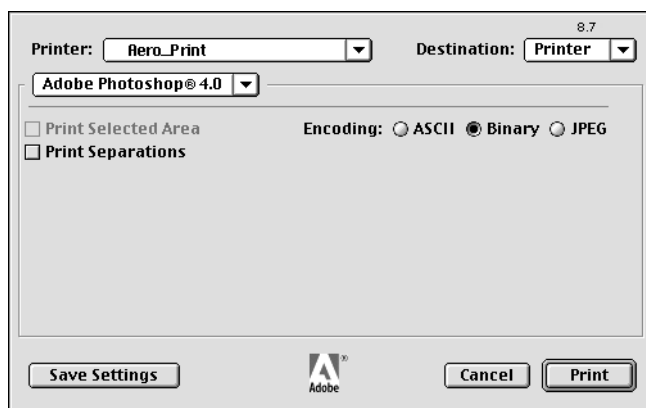 8.7
Printer: Aero_Print Destination: Printer
Adobe Photoshop® 4.0
Print Selected Area Encoding: ASCII Binary JPEG
Print Separations
Save Settings Adobe® Cancel Print